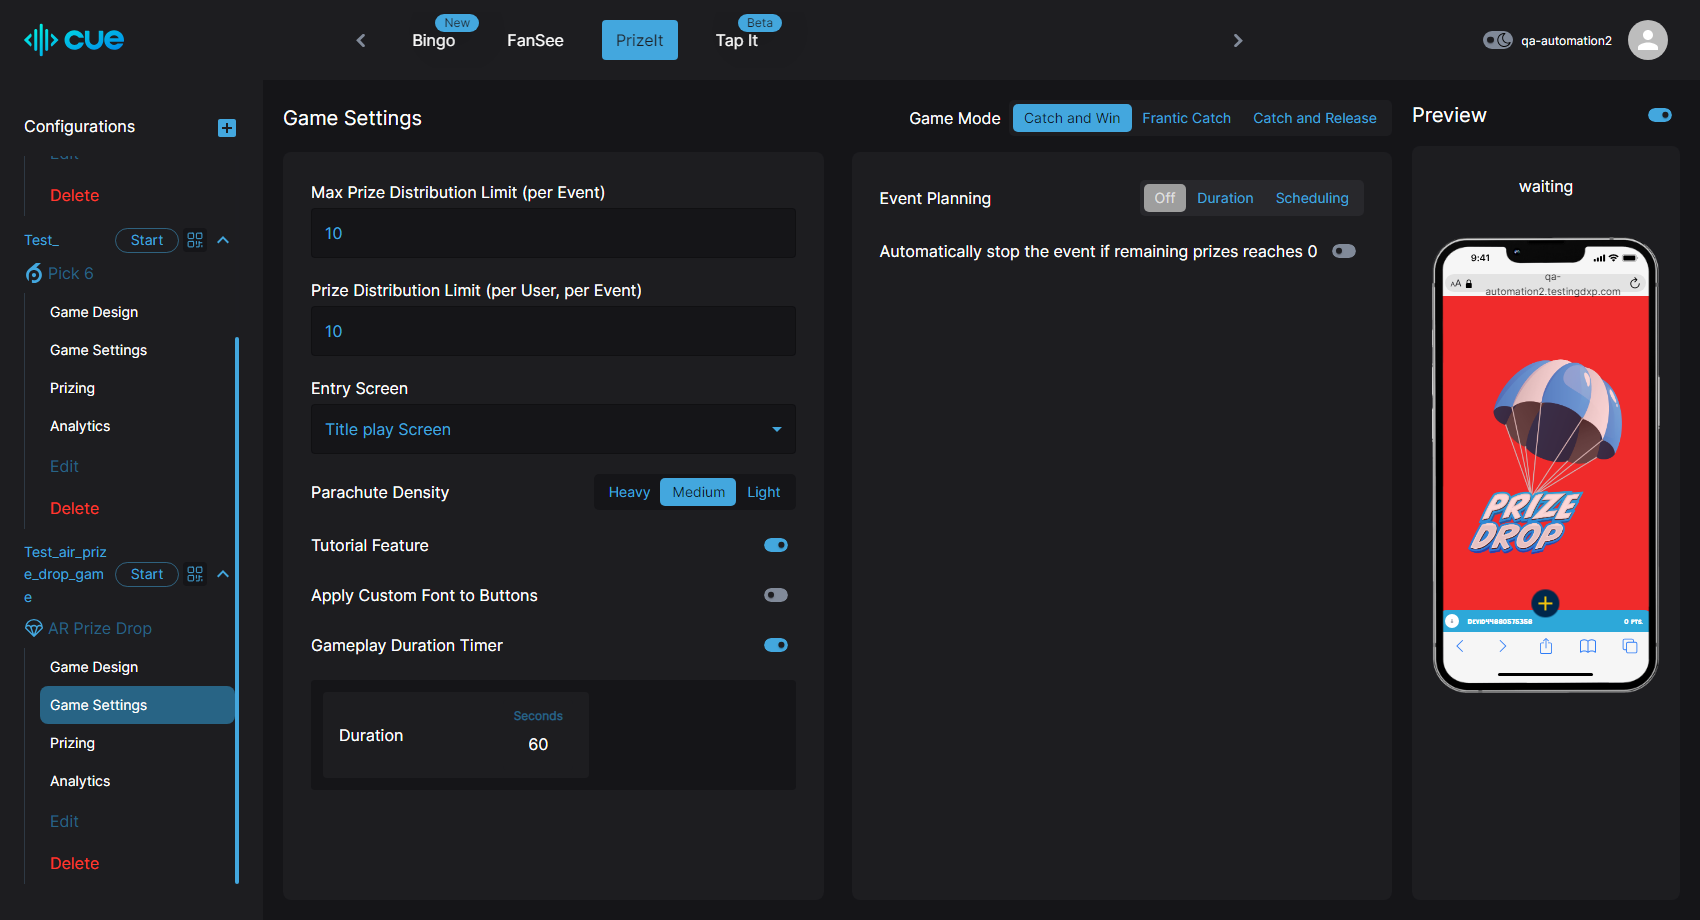 cue
New
Bingo
FanSee
PrizeIt
Beta
Tap It
qa-automation2
Configurations
Edit
Delete
Test_
Start
Pick 6
Game Design
Game Settings
Prizing
Analytics
Edit
Delete
Test_air_priz
e_drop_gam
e
Start
AR Prize Drop
Game Design
Game Settings
Prizing
Analytics
Edit
Delete
Game Settings
Game Mode
Catch and Win
Frantic Catch
Catch and Release
Max Prize Distribution Limit (per Event)
10
Prize Distribution Limit (per User, per Event)
10
Entry Screen
Title play Screen
Parachute Density
Heavy
Medium
Light
Tutorial Feature
Apply Custom Font to Buttons
Gameplay Duration Timer
Duration
Seconds
60
Event Planning
Off
Duration
Scheduling
Automatically stop the event if remaining prizes reaches 0
Preview
waiting
9:41
AA
qa-
automation2.testingdxp.com
PRIZE
DROP
0 PTS.